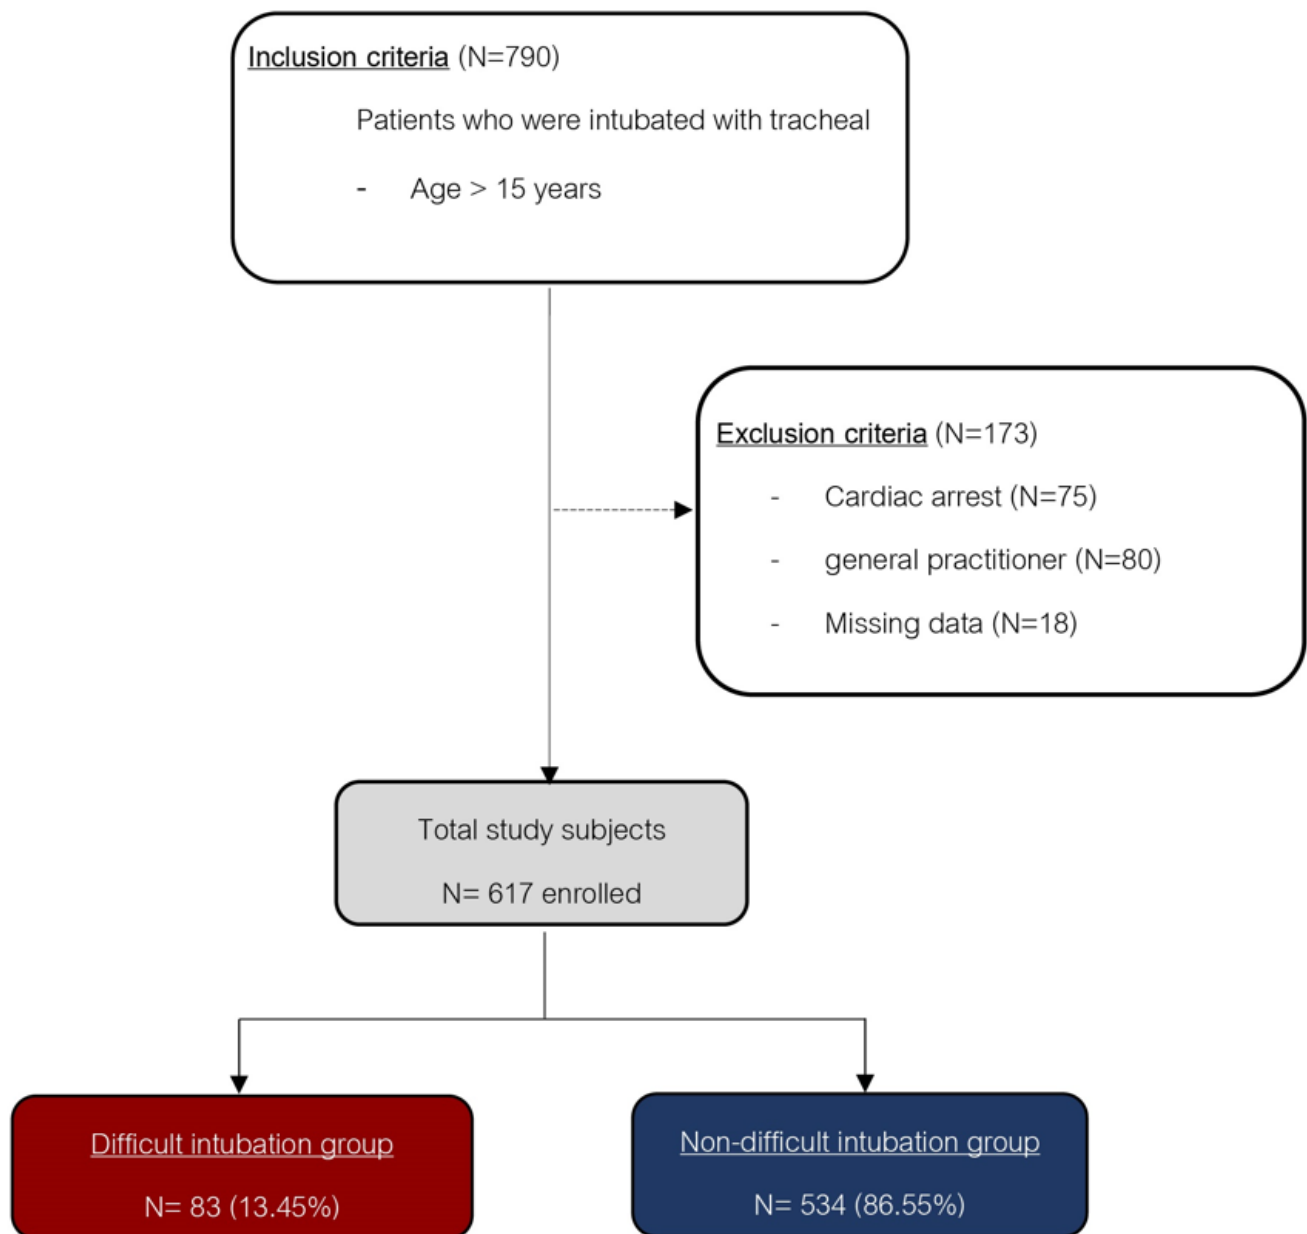 Inclusion criteria (N=790)
Patients who were intubated with tracheal
- Age > 15 years
Exclusion criteria (N=173)
- Cardiac arrest (N=75)
- general practitioner (N=80)
- Missing data (N=18)
Total study subjects
N= 617 enrolled
Difficult intubation group
N= 83 (13.45%)
Non-difficult intubation group
N= 534 (86.55%)